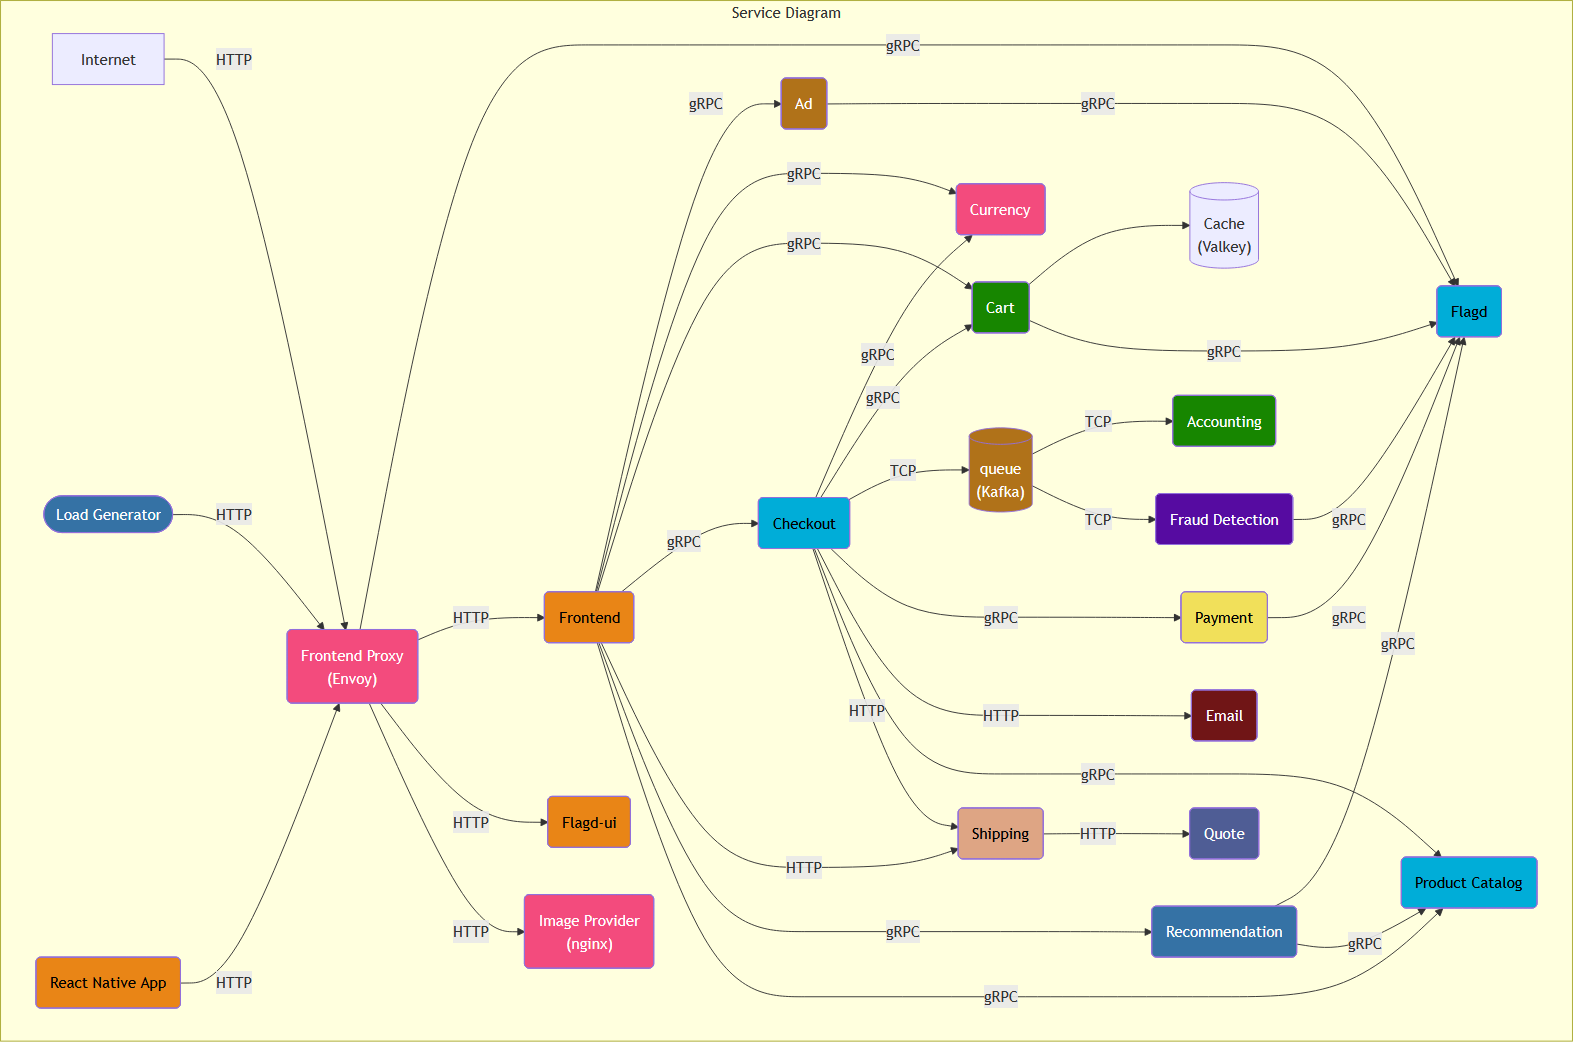 Service Diagram
Internet
HTTP
gRPC
gRPC
Ad
gRPC
gRPC
Currency
gRPC
Cache
(Valkey)
Cart
Flagd
gRPC
gRPC
gRPC
TCP
Accounting
TCP
queue
(Kafka)
Load Generator
HTTP
gRPC
Checkout
TCP
Fraud Detection
gRPC
HTTP
Frontend
gRPC
Payment
gRPC
gRPC
Frontend Proxy
(Envoy)
HTTP
HTTP
Email
gRPC
HTTP
Flagd-ui
HTTP
Shipping
HTTP
Quote
Product Catalog
HTTP
Image Provider
(nginx)
gRPC
Recommendation
gRPC
React Native App
HTTP
gRPC